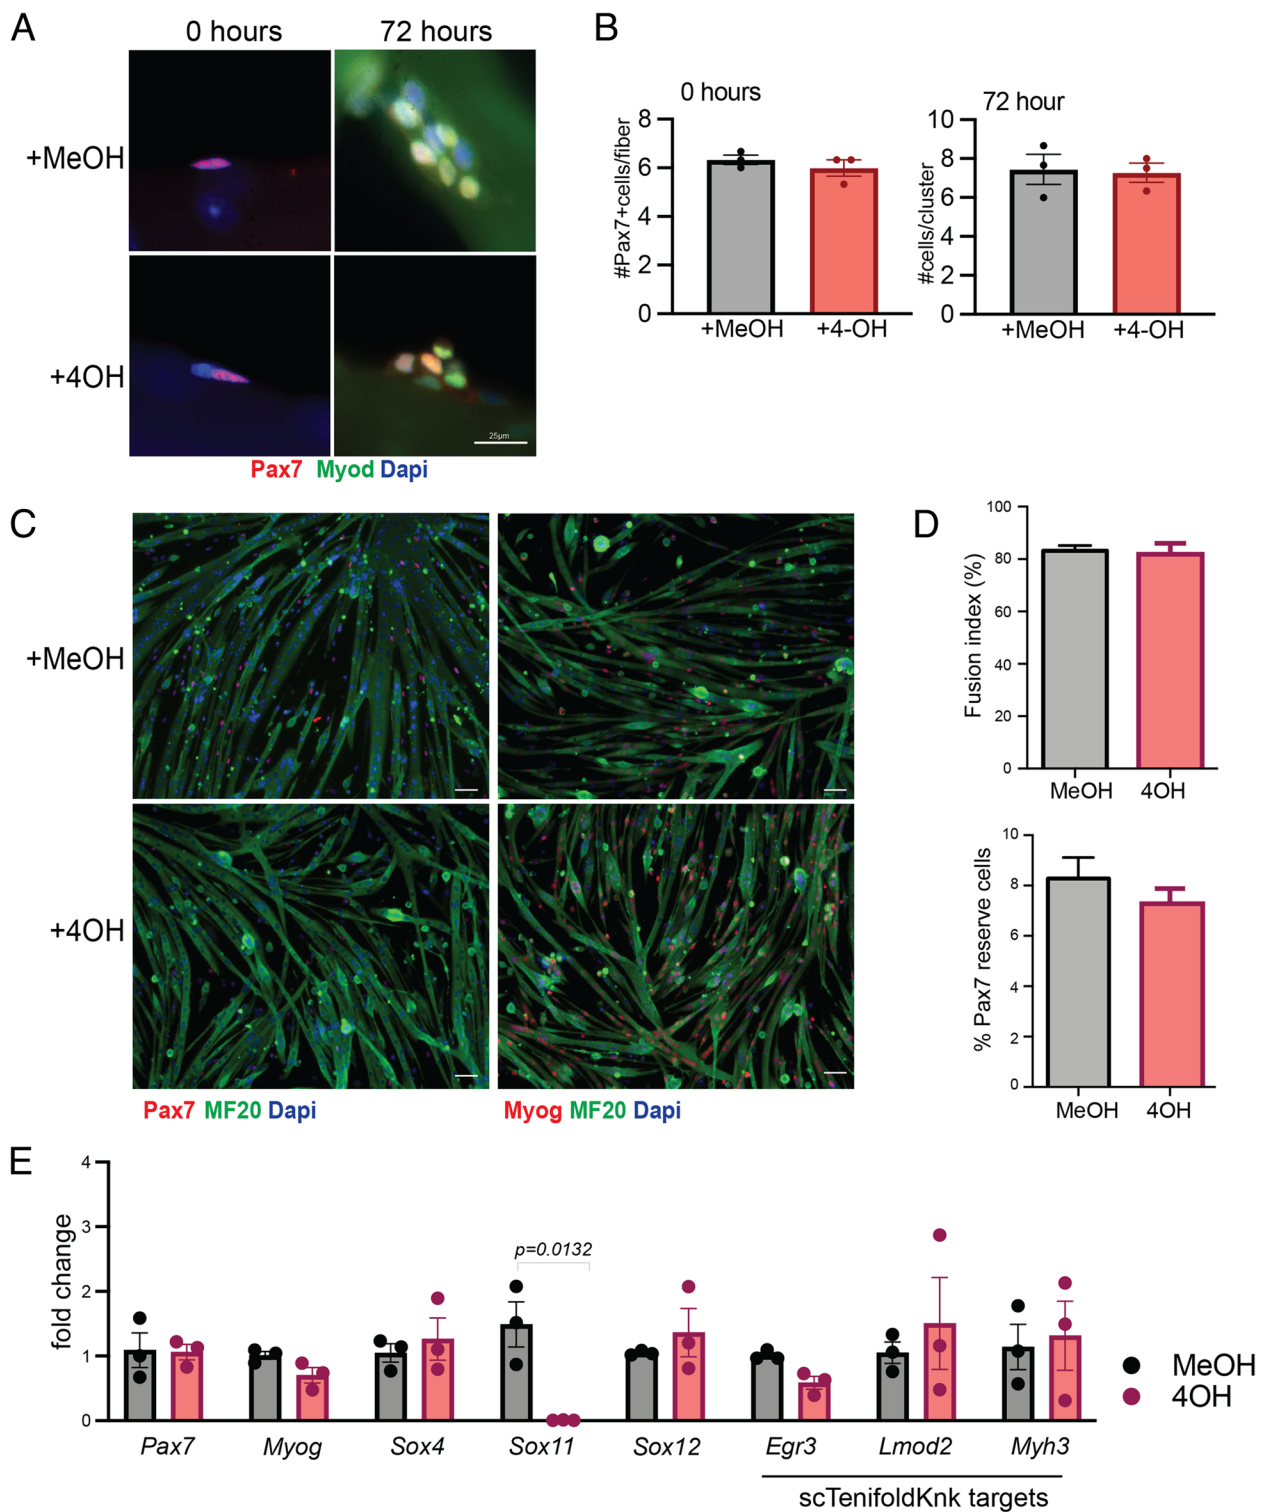 A
0 hours
72 hours
+MeOH
+4OH
25µm
Pax7 Myod Dapi
B
0 hours
#Pax7+cells/fiber
8
6
4
2
0
+MeOH
+4-OH
72 hour
#cells/cluster
10
8
6
4
2
0
+MeOH
+4-OH
C
+MeOH
+4OH
Pax7 MF20 Dapi
Myog MF20 Dapi
D
Fusion index (%)
100
80
60
40
20
0
MeOH
4OH
% Pax7 reserve cells
10
8
6
4
2
0
MeOH
4OH
E
fold change
4
3
2
1
0
p=0.0132
Pax7
Myog
Sox4
Sox11
Sox12
Egr3
Lmod2
Myh3
scTenifoldKnk targets
MeOH
4OH